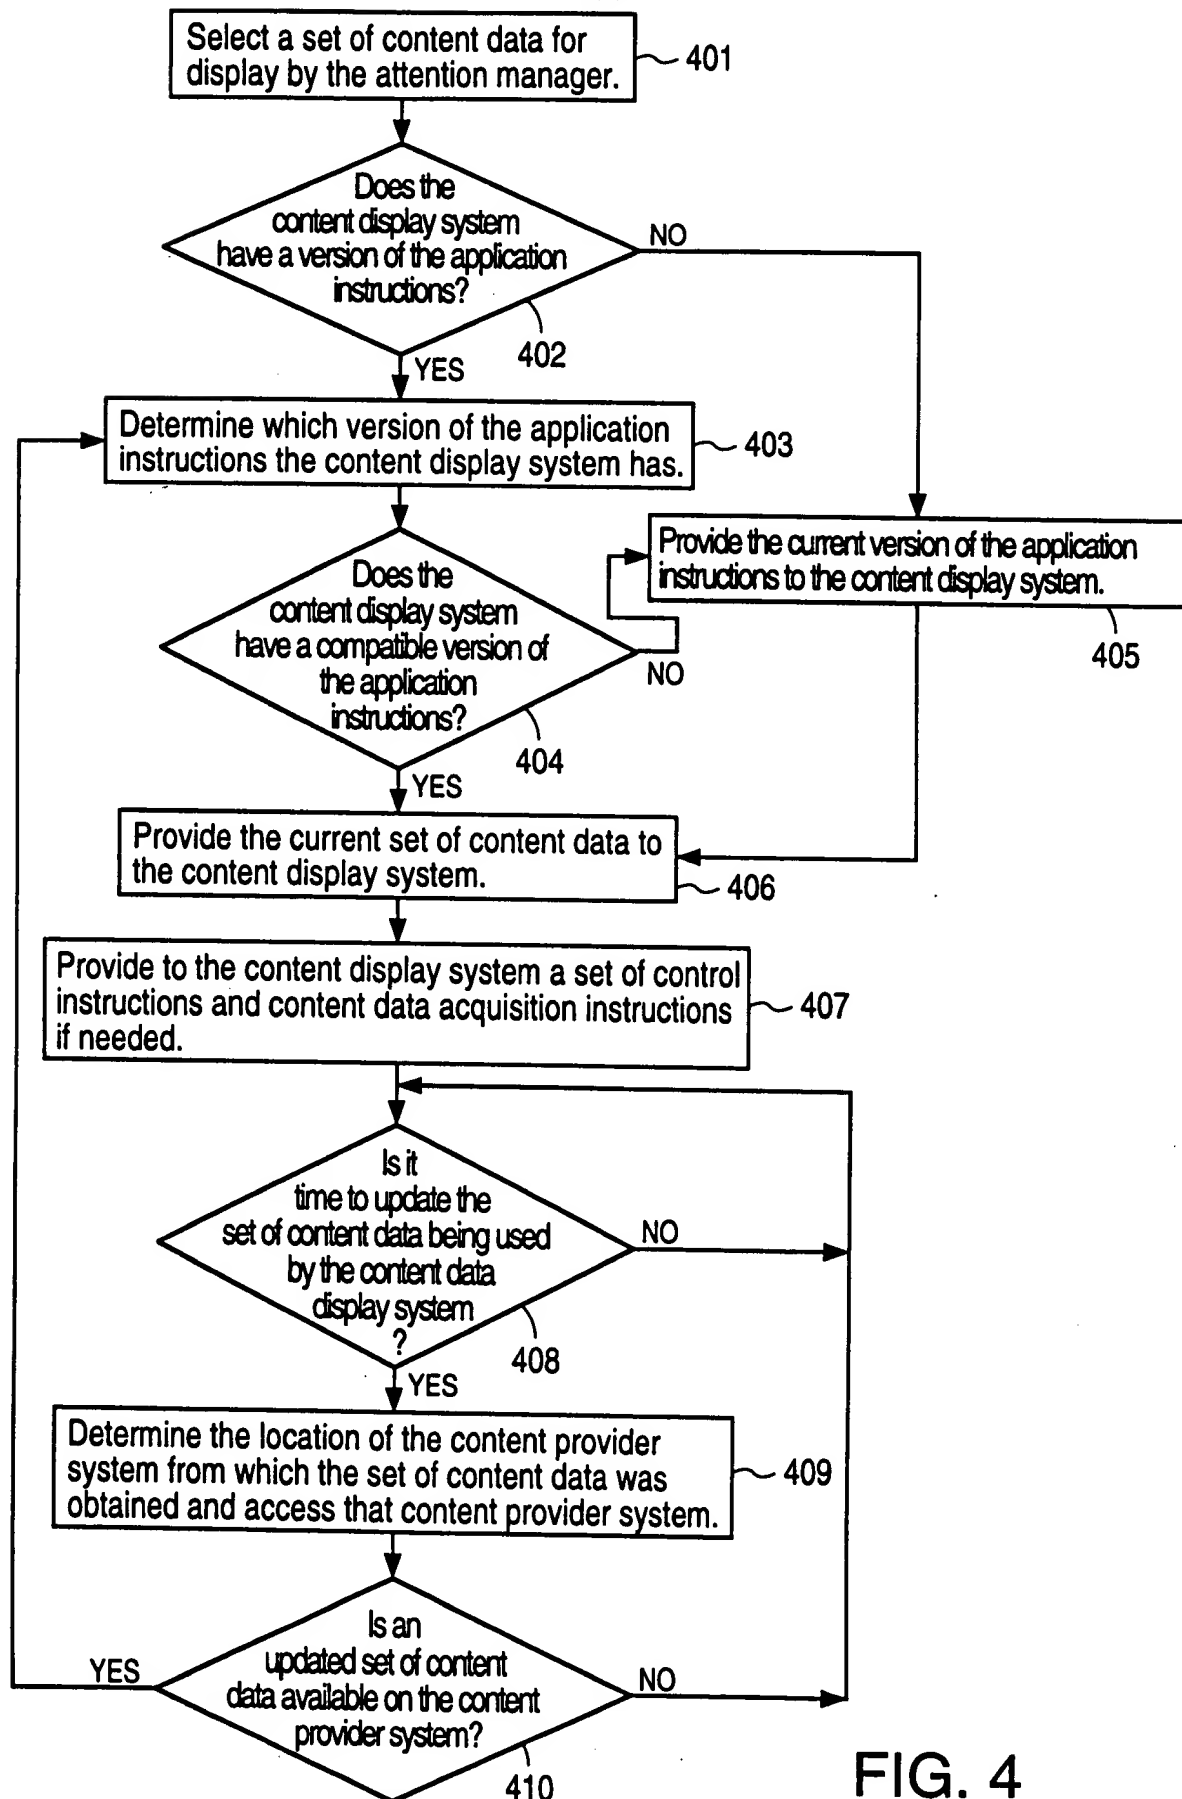 Select a set of content data for
display by the attention manager.
401
Does the
content display system
have a version of the application
instructions?
NO
402
YES
Determine which version of the application
instructions the content display system has.
403
Provide the current version of the application
instructions to the content display system.
405
Does the
content display system
have a compatible version of
the application
instructions?
NO
404
YES
Provide the current set of content data to
the content display system.
406
Provide to the content display system a set of control
instructions and content data acquisition instructions
if needed.
407
Is it
time to update the
set of content data being used
by the content data
display system
?
NO
408
YES
Determine the location of the content provider
system from which the set of content data was
obtained and access that content provider system.
409
Is an
updated set of content
data available on the content
provider system?
YES
NO
410
FIG. 4